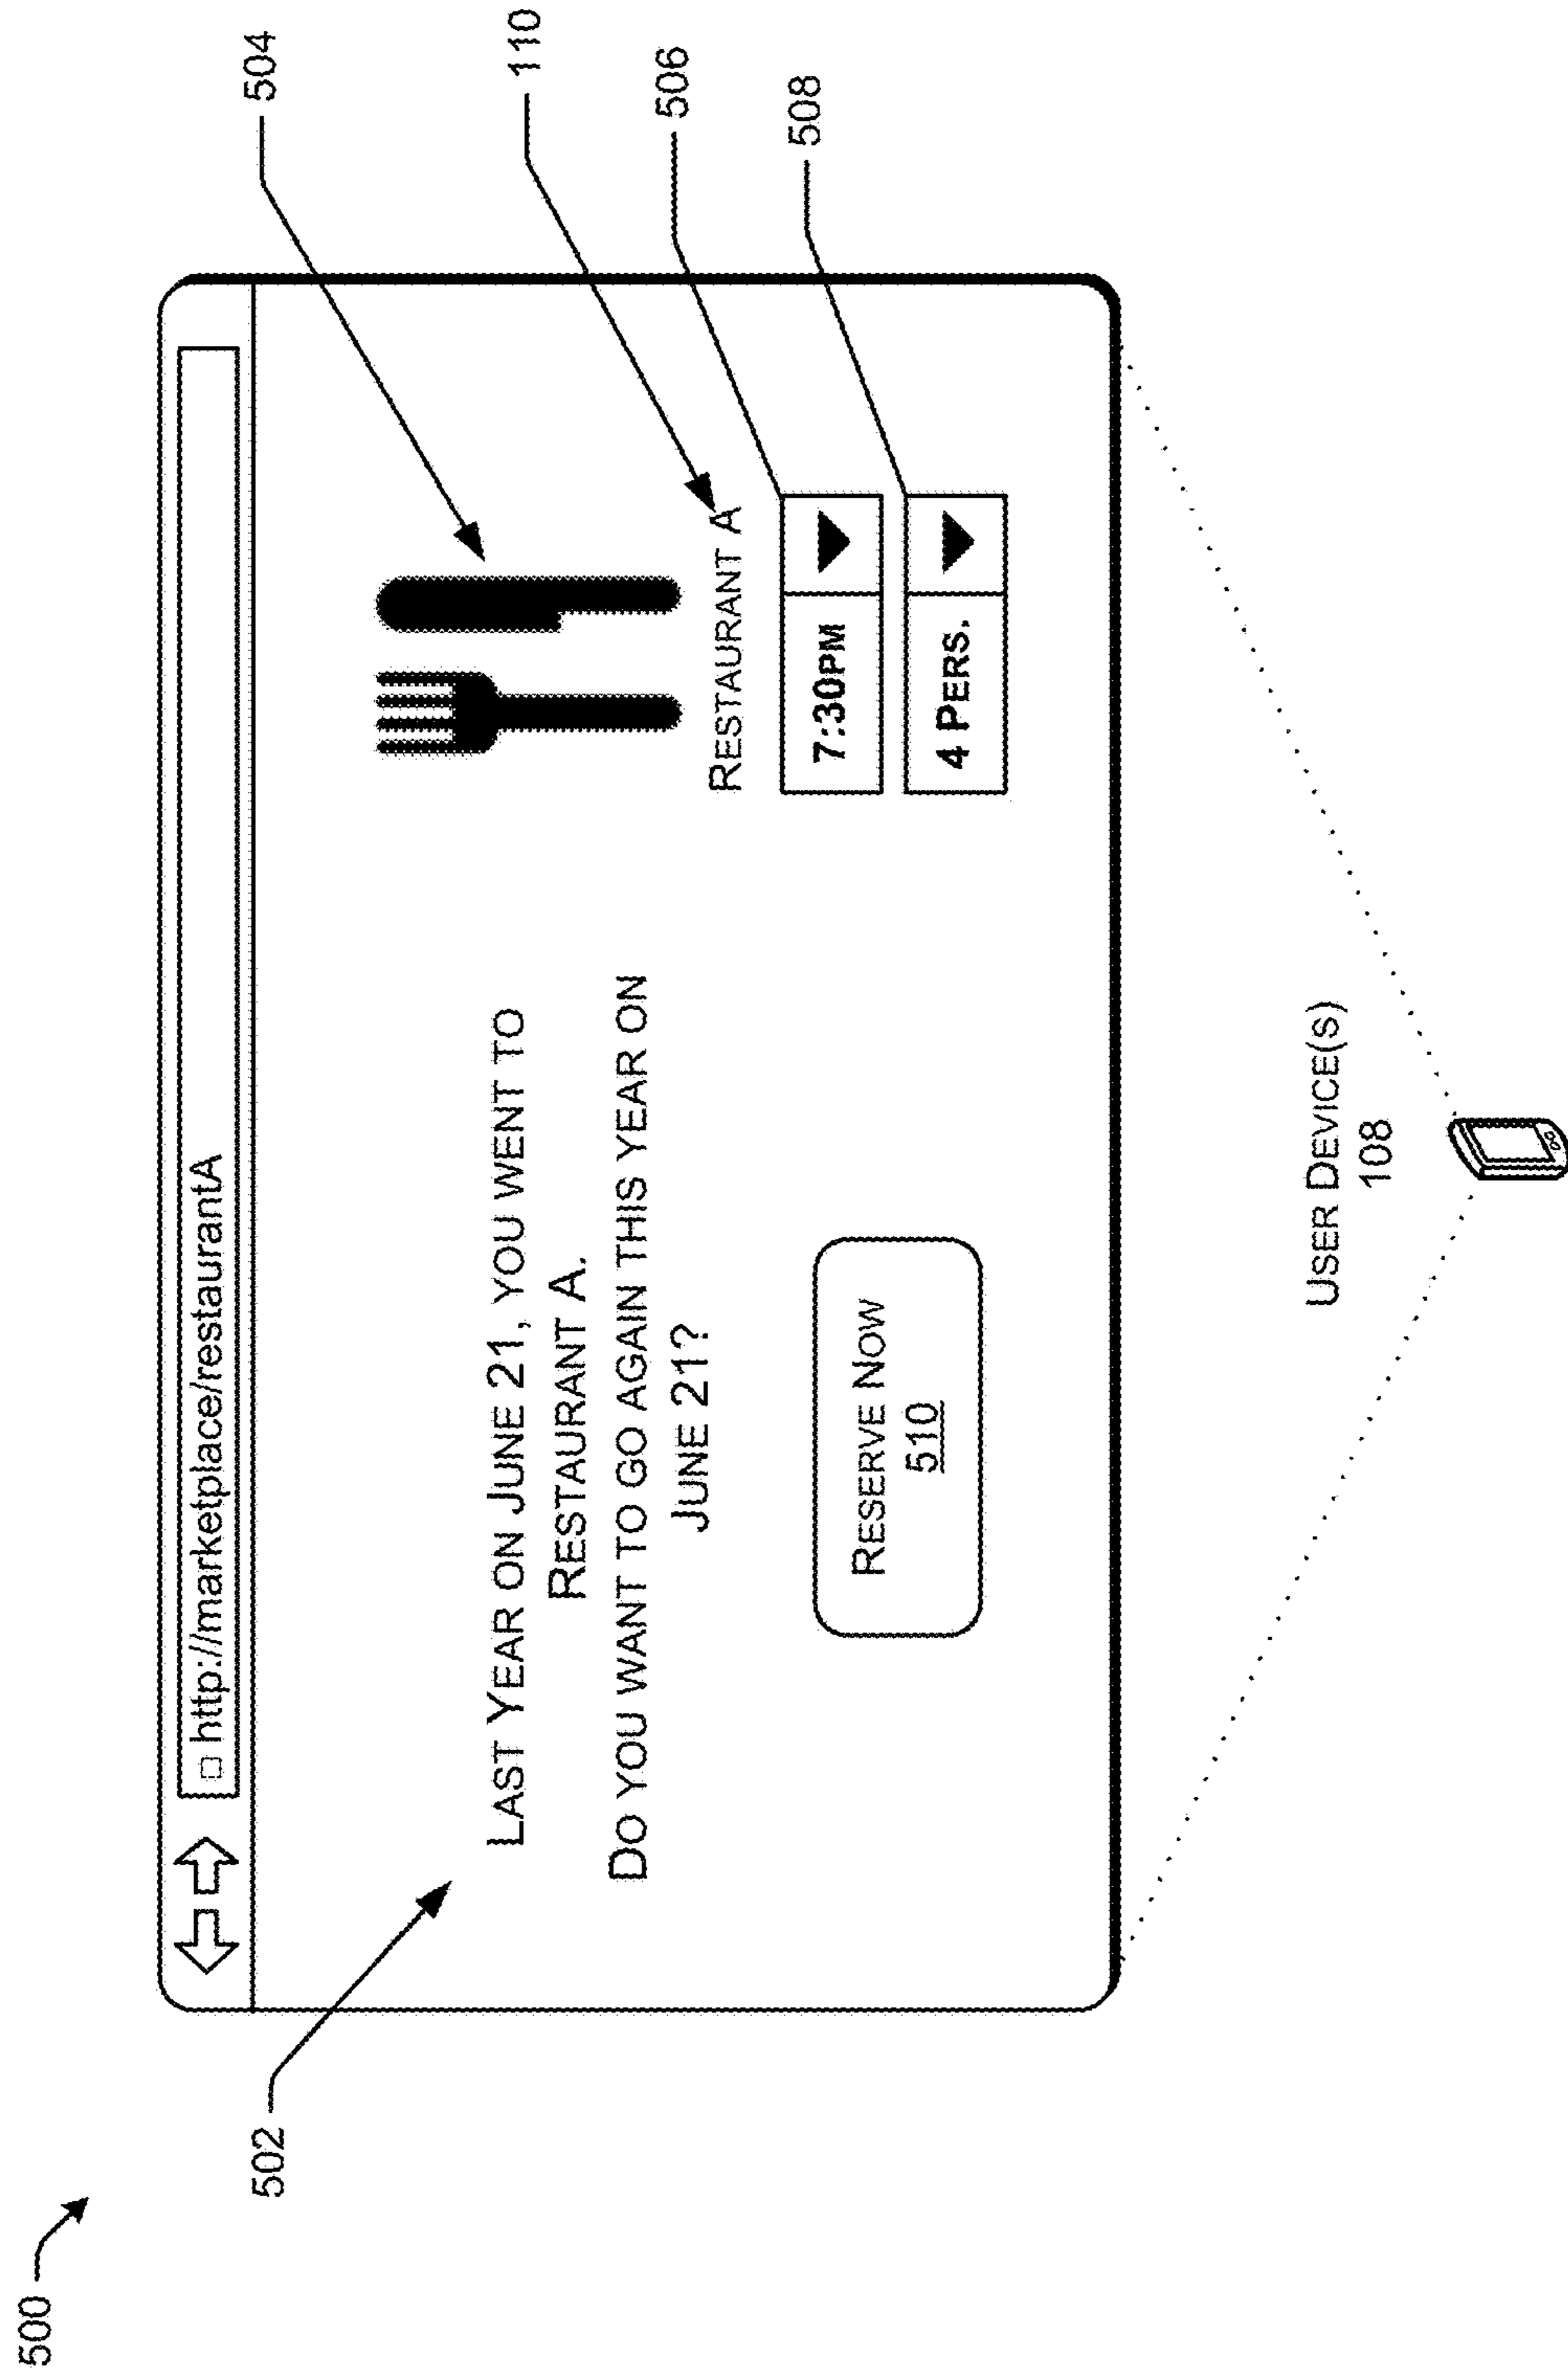 500
502
504
110
506
508
http://marketplace/restaurantA
LAST YEAR ON JUNE 21, YOU WENT TO
RESTAURANT A.
DO YOU WANT TO GO AGAIN THIS YEAR ON
JUNE 21?
RESERVE NOW
510
RESTAURANT A
7:30PM
4 PERS.
USER DEVICE(S)
108